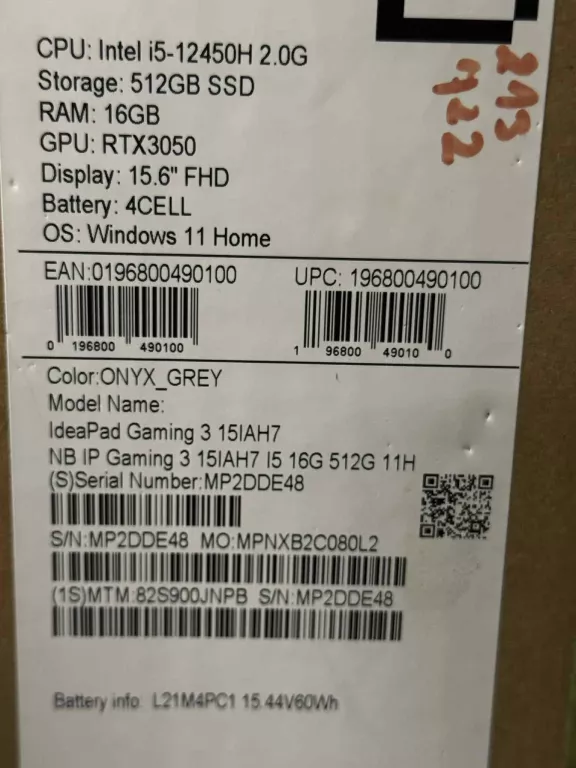 CPU: Intel i5-12450H 2.0G
Storage: 512GB SSD
RAM: 16GB
GPU: RTX3050
Display: 15.6" FHD
Battery: 4CELL
OS: Windows 11 Home
293
422
EAN:0196800490100
UPC: 196800490100
0 196800 490100
1 96800 49010 0
Color:ONYX_GREY
Model Name:
IdeaPad Gaming 3 15IAH7
NB IP Gaming 3 15IAH7 I5 16G 512G 11H
(S)Serial Number:MP2DDE48
S/N:MP2DDE48 MO:MPNXB2C080L2
(1S)MTM:82S900JNPB S/N:MP2DDE48
Battery info: L21M4PC1 15.44V60Wh